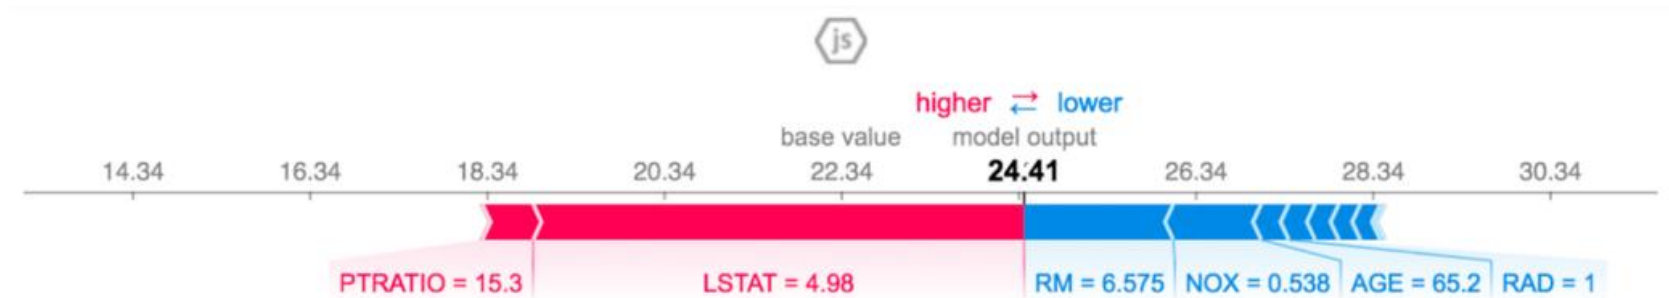 js
higher ⇄ lower
base value model output
14.34 16.34 18.34 20.34 22.34 24.41 26.34 28.34 30.34
PTRATIO = 15.3 LSTAT = 4.98 RM = 6.575 NOX = 0.538 AGE = 65.2 RAD = 1